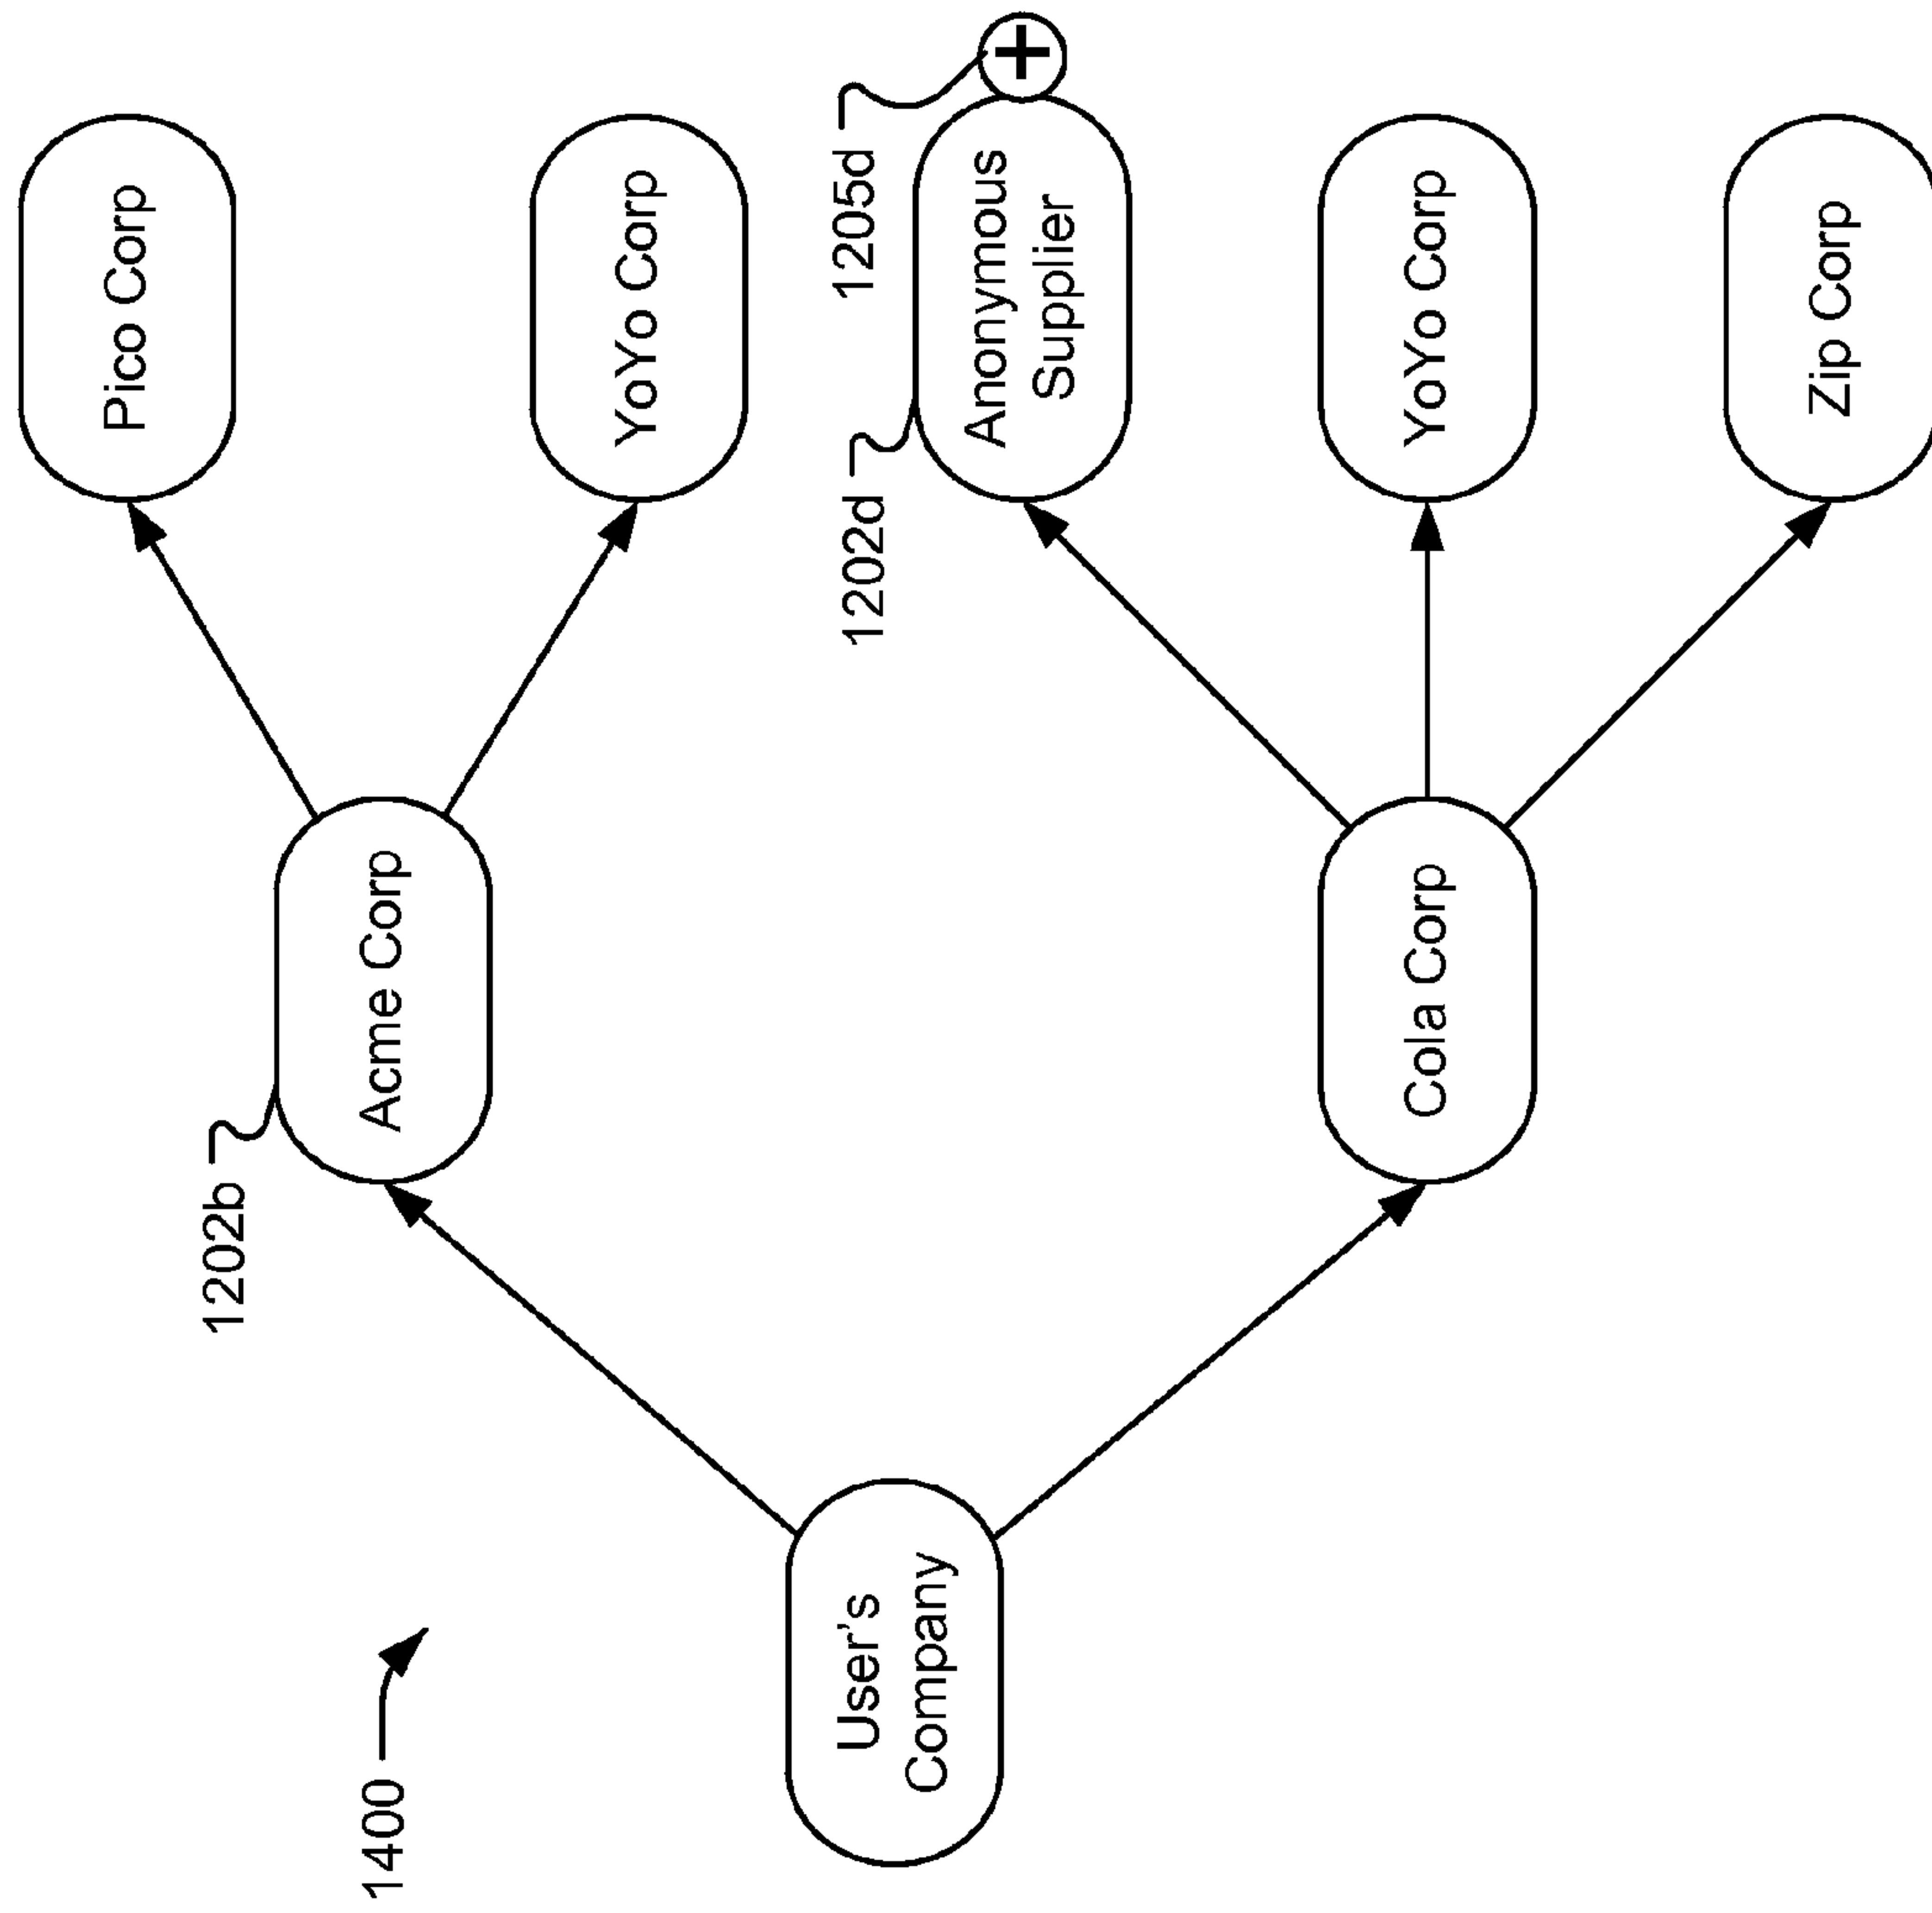 1400
User's
Company
1202b
Acme Corp
Cola Corp
Pico Corp
YoYo Corp
1202d
1205d
Anonymous
Supplier
+
YoYo Corp
Zip Corp